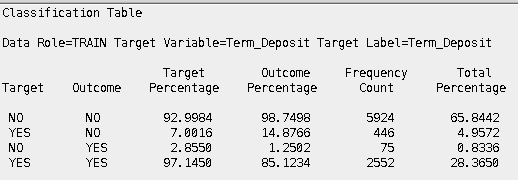 Classification Table
Data Role=TRAIN Target Variable=Term_Deposit Target Label=Term_Deposit
Target Outcome Frequency Total
Target Outcome Percentage Percentage Count Percentage
NO NO 92.9984 98.7498 5924 65.8442
YES NO 7.0016 14.8766 446 4.9572
NO YES 2.8550 1.2502 75 0.8336
YES YES 97.1450 85.1234 2552 28.3650